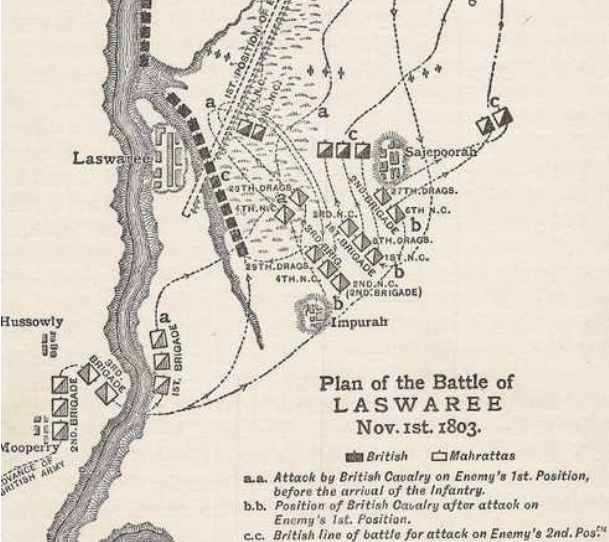 1ST. POSITION OF
a
a
c
c
Laswaree
Sajepoorah
27TH. DRAGS.
6TH N.C.
2ND. BRIGADE
b
c
29TH. DRAGS.
a
4TH. N.C.
3RD. N.C.
1ST. BRIGADE
8TH. DRAGS.
1ST. N.C.
b
3RD. BRIG.
29TH. DRAGS.
4TH. N.C.
2ND. N.C.
(2ND. BRIGADE)
b
Impurah
Hussowly
a
1ST. BRIGADE
3RD. BRIGADE
2ND. BRIGADE
Mooperly
ADVANCE OF
BRITISH ARMY
Plan of the Battle of
LASWAREE
Nov. 1st. 1803.
British Mahrattas
a.a. Attack by British Cavalry on Enemy's 1st. Position,
before the arrival of the Infantry.
b.b. Position of British Cavalry after attack on
Enemy's 1st. Position.
c.c. British line of battle for attack on Enemy's 2nd. Pos.